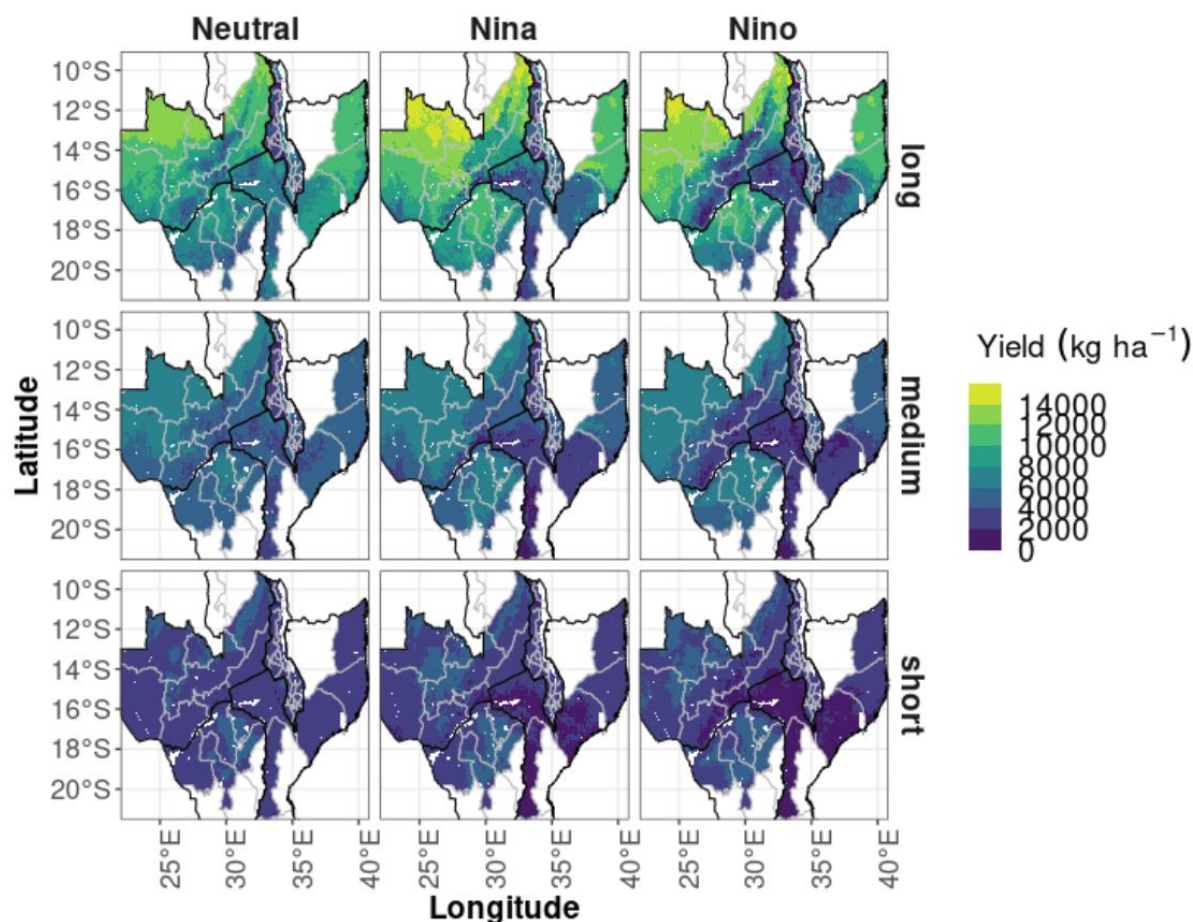 Neutral Nina Nino
10°S
12°S
14°S
16°S
18°S
20°S
long
10°S
12°S
14°S
16°S
18°S
20°S
medium
10°S
12°S
14°S
16°S
18°S
20°S
short
Latitude
25°E 30°E 35°E 40°E 25°E 30°E 35°E 40°E 25°E 30°E 35°E 40°E
Longitude
Yield (kg ha⁻¹)
14000
12000
10000
8000
6000
4000
2000
0